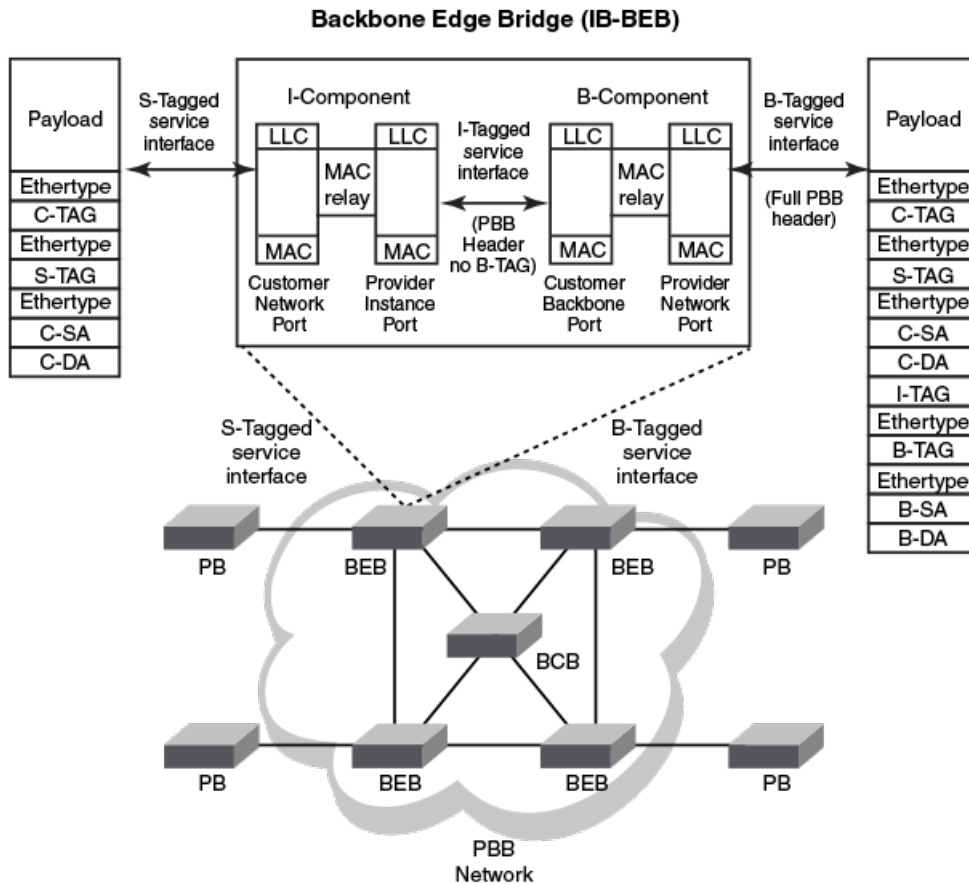 Backbone Edge Bridge (IB-BEB)
Payload
Ethertype
C-TAG
Ethertype
S-TAG
Ethertype
C-SA
C-DA
S-Tagged
service
interface
I-Component
LLC
LLC
MAC
relay
MAC
MAC
Customer
Network
Port
Provider
Instance
Port
I-Tagged
service
interface
(PBB
Header
no B-TAG)
B-Component
LLC
LLC
MAC
relay
MAC
MAC
Customer
Backbone
Port
Provider
Network
Port
B-Tagged
service
interface
(Full PBB
header)
Payload
Ethertype
C-TAG
Ethertype
S-TAG
Ethertype
C-SA
C-DA
I-TAG
Ethertype
B-TAG
Ethertype
B-SA
B-DA
S-Tagged
service
interface
B-Tagged
service
interface
PB
BEB
BEB
PB
BCB
PB
BEB
BEB
PB
PBB
Network